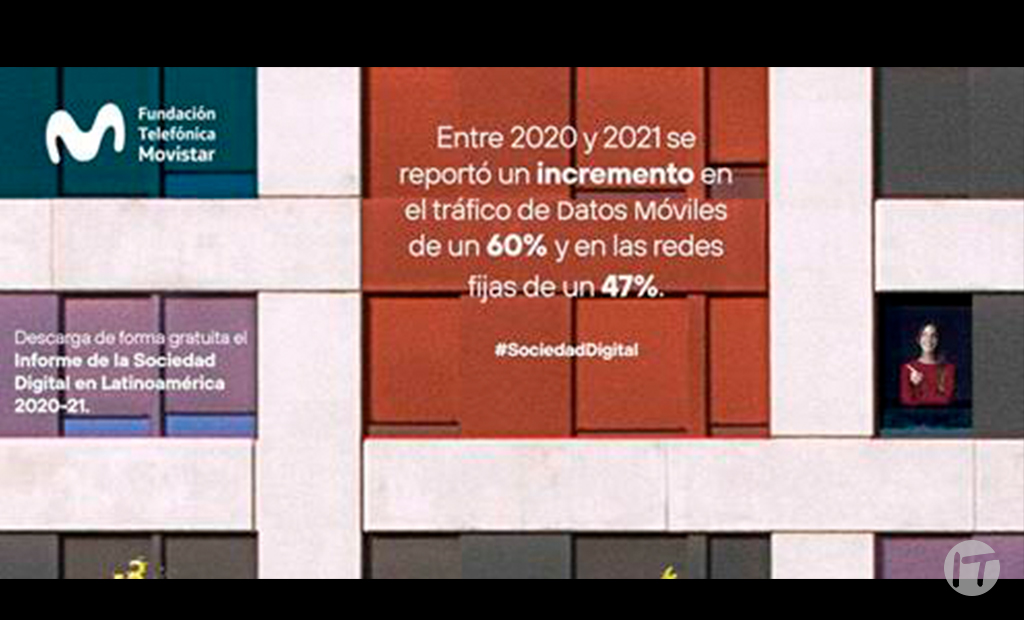 Fundación
Telefónica
Movistar
Entre 2020 y 2021 se
reportó un incremento en
el tráfico de Datos Móviles
de un 60% y en las redes
fijas de un 47%.
#SociedadDigital
Descarga de forma gratuita el
Informe de la Sociedad
Digital en Latinoamérica
2020-21.
IT